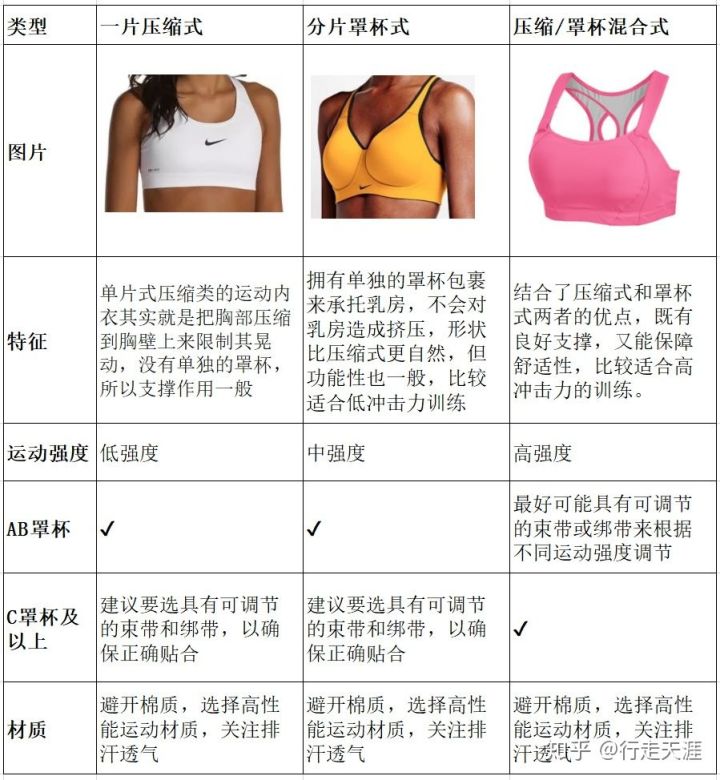 类型
一片压缩式
分片罩杯式
压缩/罩杯混合式
图片
特征
单片式压缩类的运动内
衣其实就是把胸部压缩
到胸壁上来限制其晃
动，没有单独的罩杯，
所以支撑作用一般
拥有单独的罩杯包裹
来承托乳房，不会对
乳房造成挤压，形状
比压缩式更自然，但
功能性也一般，比较
适合低冲击力训练
结合了压缩式和罩杯
式两者的优点，既有
良好支撑，又能保障
舒适性，比较适合高
冲击力的训练。
运动强度
低强度
中强度
高强度
AB罩杯
✓
✓
最好可能具有可调节
的束带或绑带来根据
不同运动强度调节
C罩杯及
以上
建议要选具有可调节
的束带和绑带，以确
保正确贴合
建议要选具有可调节
的束带和绑带，以确
保正确贴合
✓
材质
避开棉质，选择高性
能运动材质，关注排
汗透气
避开棉质，选择高性
能运动材质，关注排
汗透气
避开棉质，选择高性
能运动材质，关注排
汗透气
知乎 @行走天涯